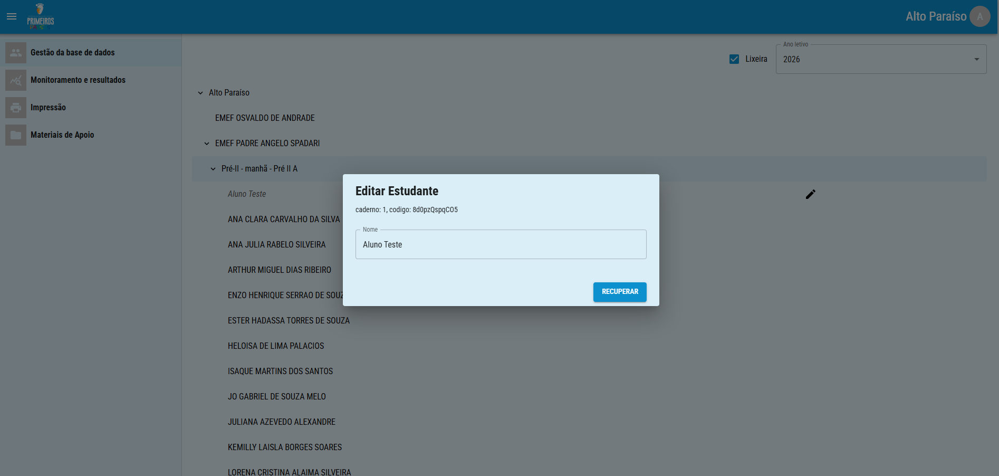 PRIMEIROS
PASSOS
Alto Paraíso
A
Gestão da base de dados
Monitoramento e resultados
Impressão
Materiais de Apoio
Lixeira
Ano letivo
2026
Alto Paraíso
EMEF OSVALDO DE ANDRADE
EMEF PADRE ANGELO SPADARI
Pré-II - manhã - Pré II A
Aluno Teste
ANA CLARA CARVALHO DA SILVA
ANA JULIA RABELO SILVEIRA
ARTHUR MIGUEL DIAS RIBEIRO
ENZO HENRIQUE SERRAO DE SOUZ
ESTER HADASSA TORRES DE SOUZA
HELOISA DE LIMA PALACIOS
ISAQUE MARTINS DOS SANTOS
JO GABRIEL DE SOUZA MELO
JULIANA AZEVEDO ALEXANDRE
KEMILLY LAISLA BORGES SOARES
LORENA CRISTINA ALAIMA SILVEIRA
Editar Estudante
caderno: 1, codigo: 8d0pzQspqCO5
Nome
Aluno Teste
RECUPERAR